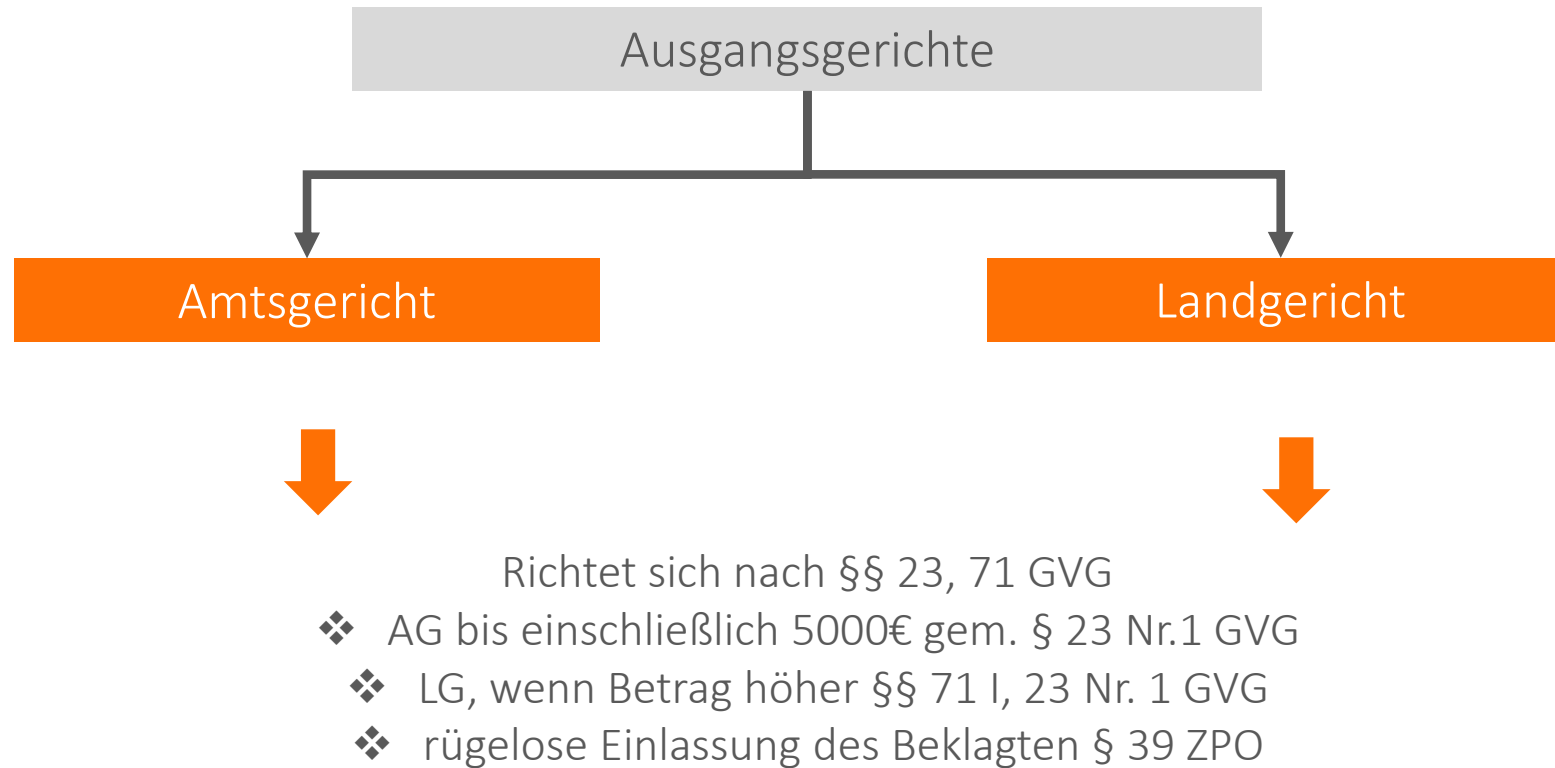 Ausgangsgerichte
Amtsgericht
Landgericht
Richtet sich nach §§ 23, 71 GVG
❖ AG bis einschließlich 5000€ gem. § 23 Nr.1 GVG
❖ LG, wenn Betrag höher §§ 71 I, 23 Nr. 1 GVG
❖ rügelose Einlassung des Beklagten § 39 ZPO